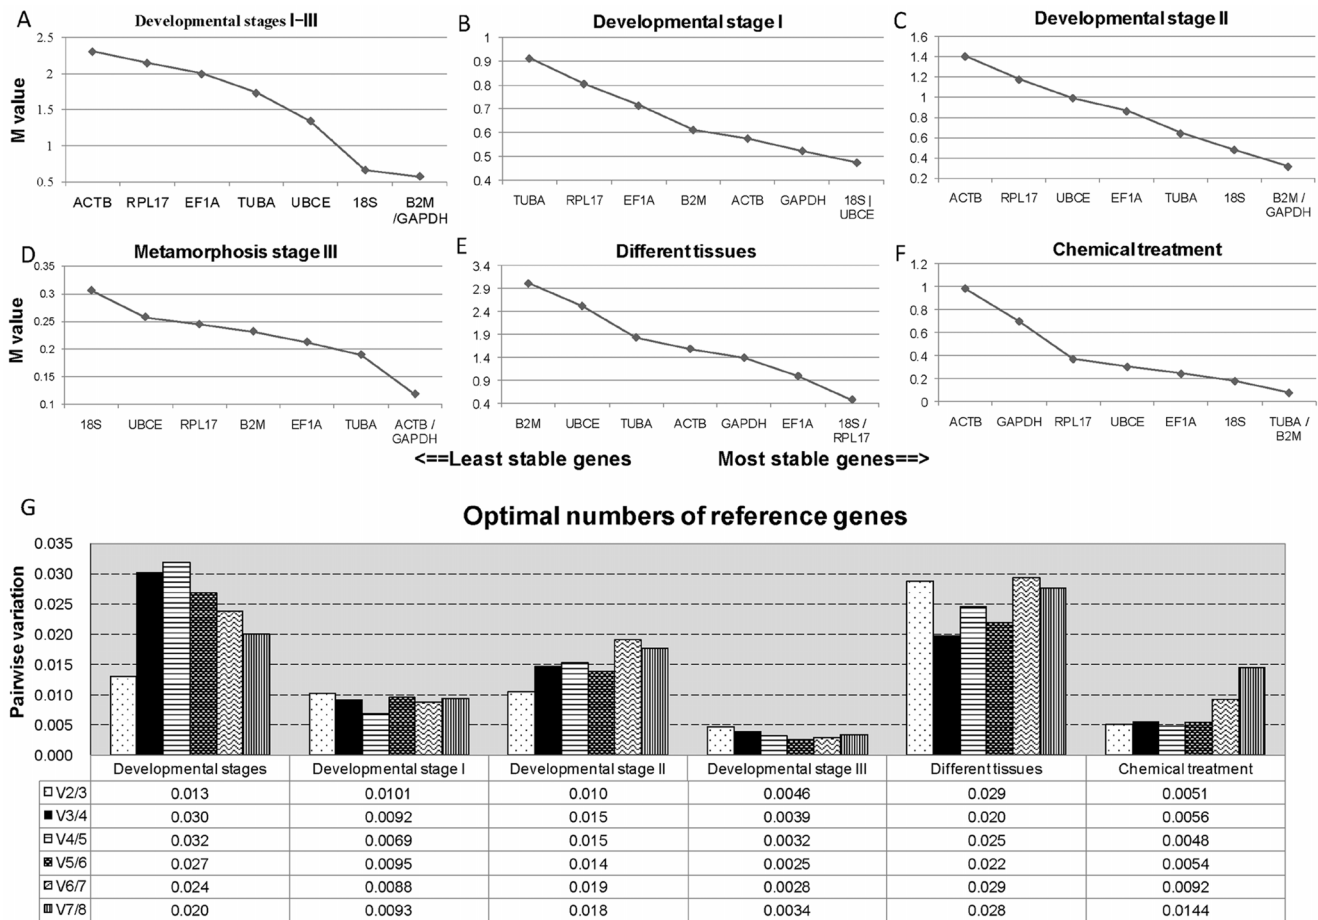 A
Developmental stages I-III
M value
2.5
2
1.5
1
0.5
ACTB RPL17 EF1A TUBA UBCE 18S B2M
/GAPDH
B
Developmental stage I
1
0.9
0.8
0.7
0.6
0.5
0.4
TUBA RPL17 EF1A B2M ACTB GAPDH 18S |
UBCE
C
Developmental stage II
1.6
1.4
1.2
1
0.8
0.6
0.4
0.2
ACTB RPL17 UBCE EF1A TUBA 18S B2M /
GAPDH
D
Metamorphosis stage III
M value
0.35
0.3
0.25
0.2
0.15
0.1
18S UBCE RPL17 B2M EF1A TUBA ACTB /
GAPDH
E
Different tissues
3.4
2.9
2.4
1.9
1.4
0.9
0.4
B2M UBCE TUBA ACTB GAPDH EF1A 18S /
RPL17
F
Chemical treatment
1.2
1
0.8
0.6
0.4
0.2
0
ACTB GAPDH RPL17 UBCE EF1A 18S TUBA /
B2M
<==Least stable genes Most stable genes==>
G
Optimal numbers of reference genes
Pairwise variation
0.035
0.030
0.025
0.020
0.015
0.010
0.005
0.000
Developmental stages Developmental stage I Developmental stage II Developmental stage III Different tissues Chemical treatment
V2/3 0.013 0.0101 0.010 0.0046 0.029 0.0051
V3/4 0.030 0.0092 0.015 0.0039 0.020 0.0056
V4/5 0.032 0.0069 0.015 0.0032 0.025 0.0048
V5/6 0.027 0.0095 0.014 0.0025 0.022 0.0054
V6/7 0.024 0.0088 0.019 0.0028 0.029 0.0092
V7/8 0.020 0.0093 0.018 0.0034 0.028 0.0144